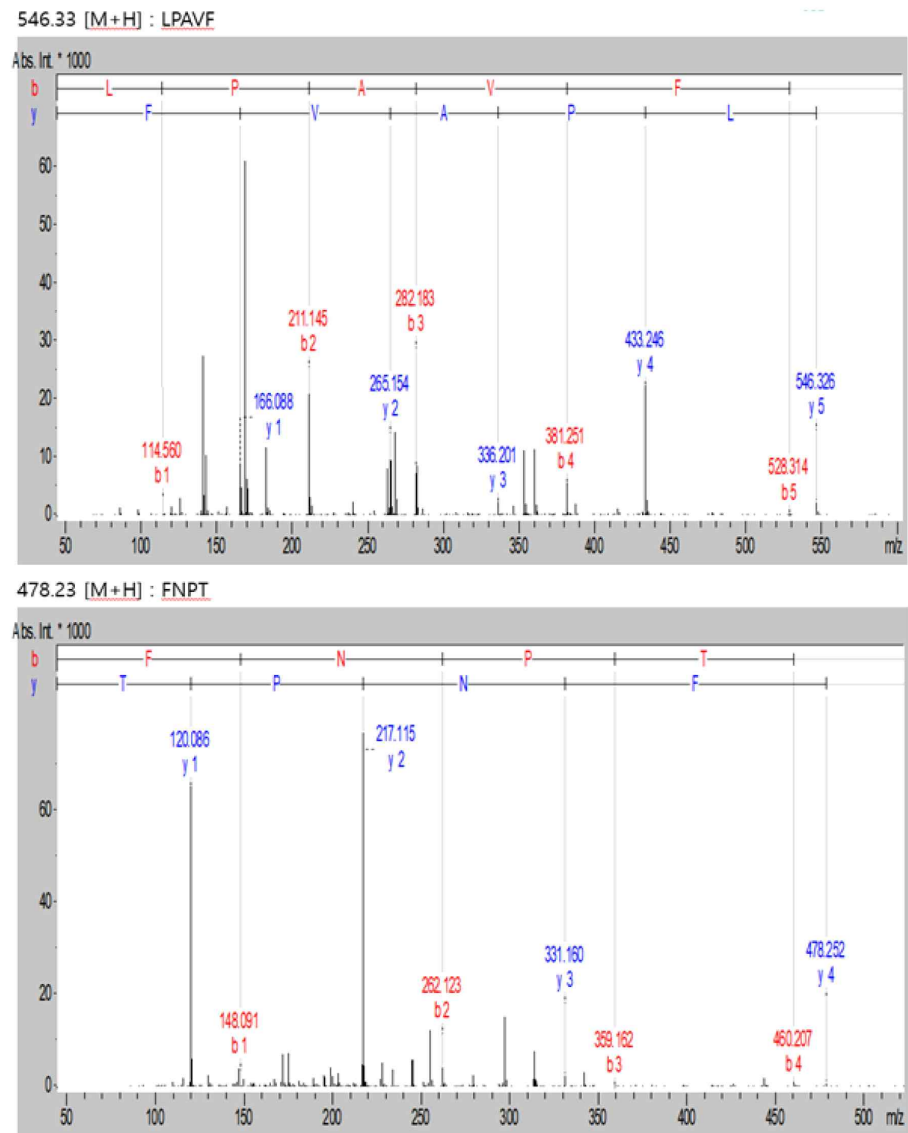 546.33 [M+H] : LPAVF
Abs. Int. * 1000
b L P A V F
y F V A P L
60
50
40
30
20
10
0
114.560
b 1
166.088
y 1
211.145
b 2
265.154
y 2
282.183
b 3
336.201
y 3
381.251
b 4
433.246
y 4
528.314
b 5
546.326
y 5
50 100 150 200 250 300 350 400 450 500 550 m/z
478.23 [M+H] : FNPT
Abs. Int. * 1000
b F N P T
y T P N F
60
40
20
0
120.086
y 1
148.091
b 1
217.115
y 2
262.123
b 2
331.160
y 3
359.162
b 3
460.207
b 4
478.252
y 4
50 100 150 200 250 300 350 400 450 500 m/z